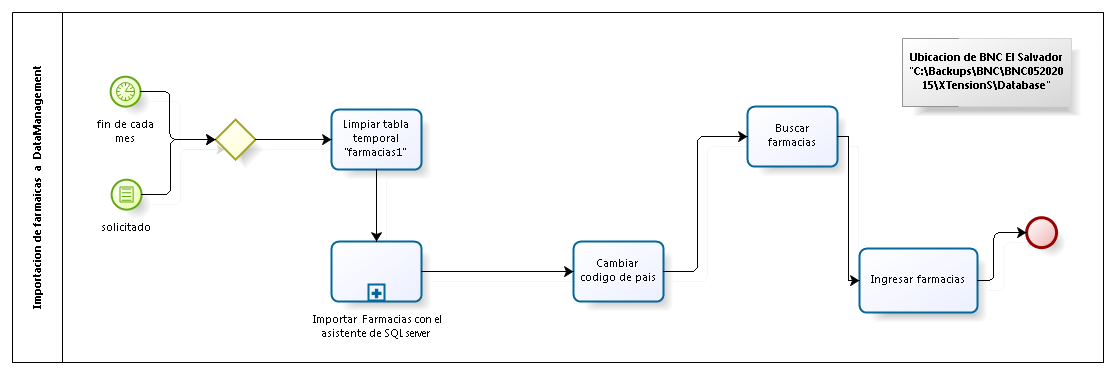 Importacion de farmaicas a DataManagement
Ubicacion de BNC El Salvador
"C:\Backups\BNC\BNC052020
15\XTensionS\Database"
fin de cada
mes
solicitado
Limpiar tabla
temporal
"farmacias1"
Importar Farmacias con el
asistente de SQL server
Cambiar
codigo de pais
Buscar
farmacias
Ingresar farmacias